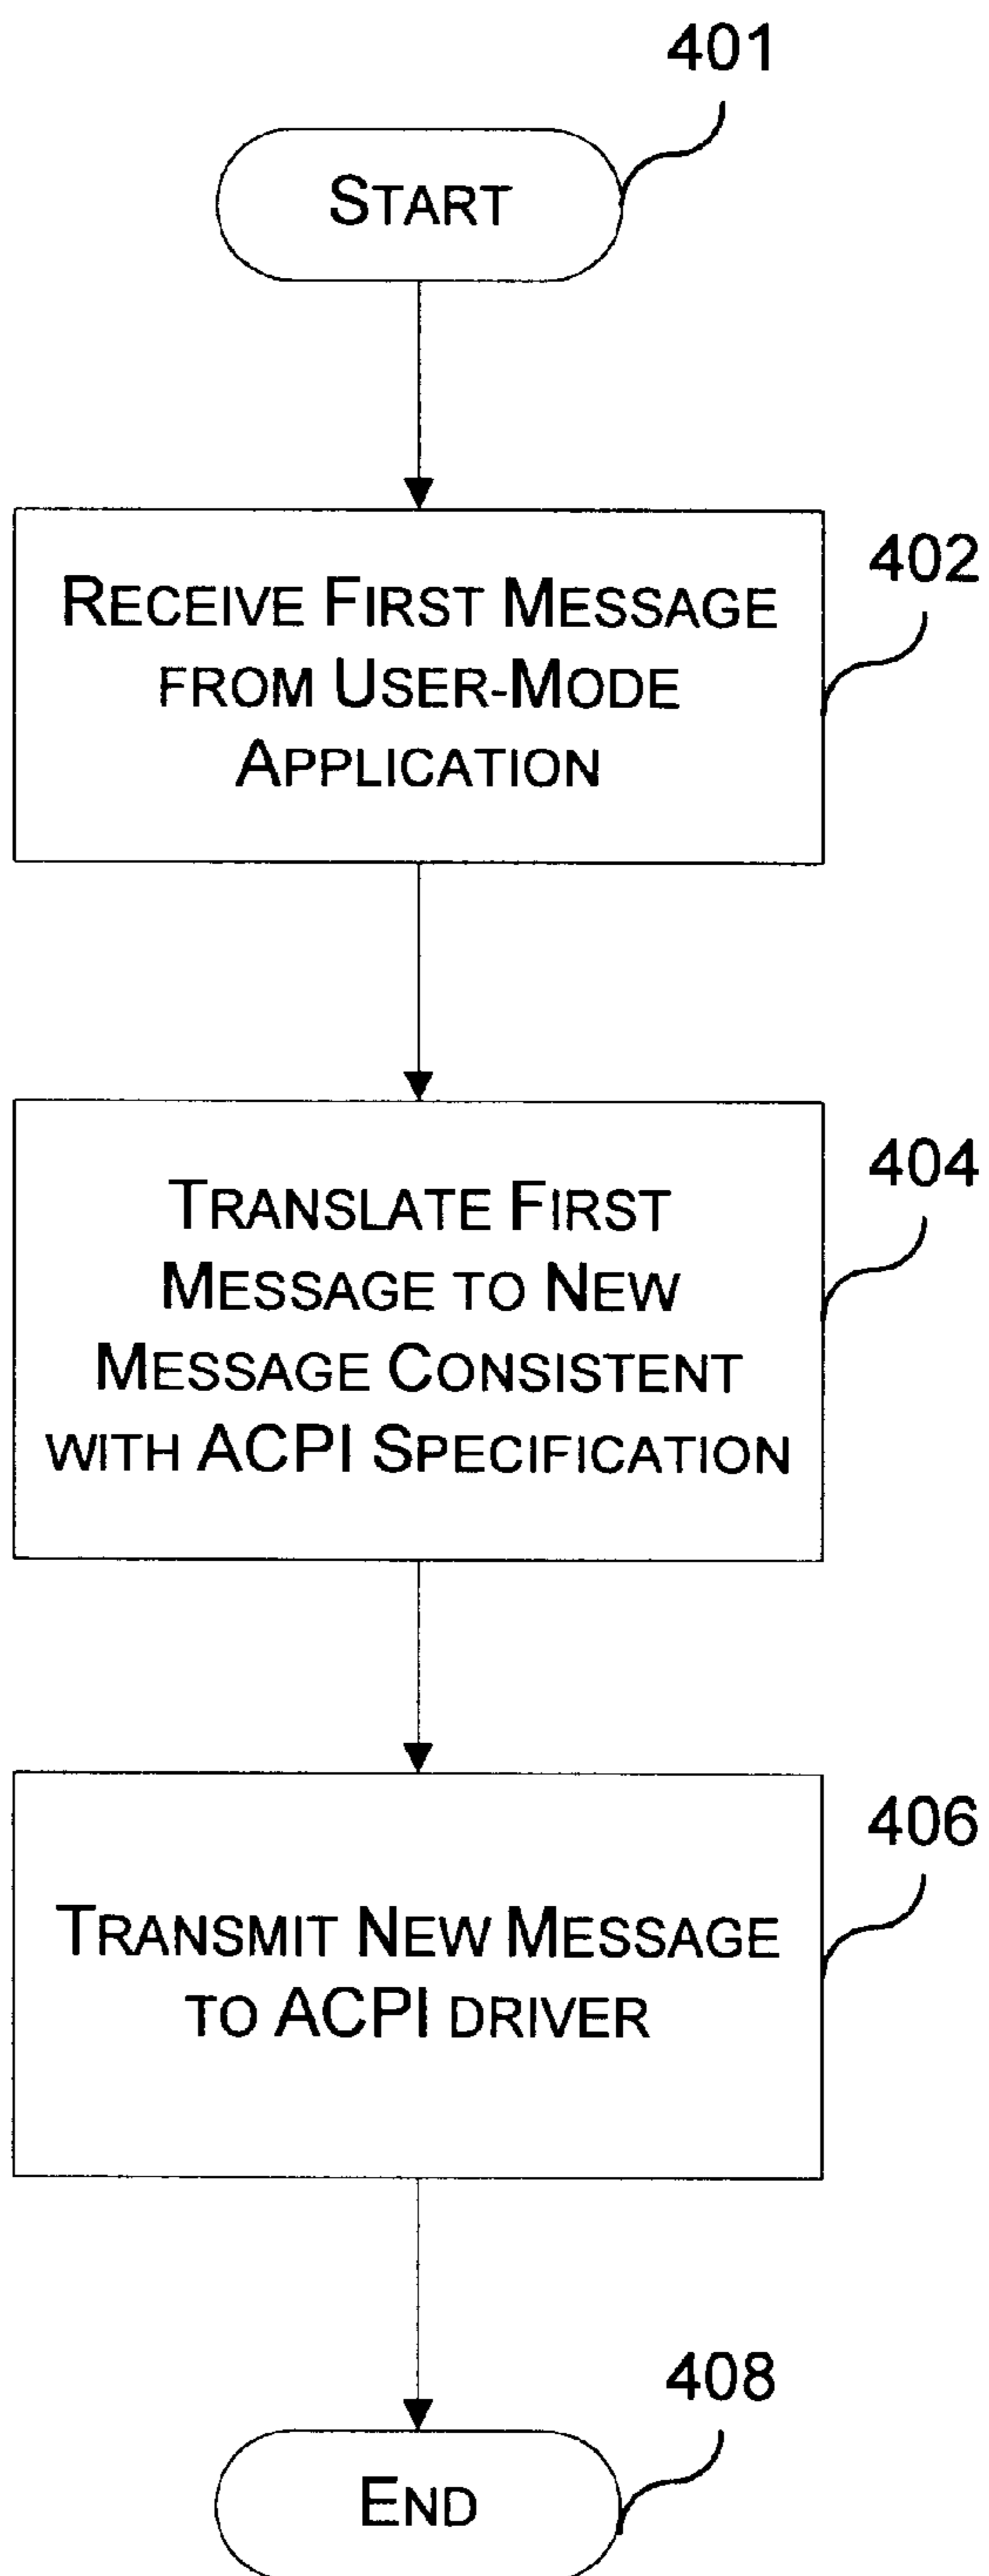 401
START
402
RECEIVE FIRST MESSAGE
FROM USER-MODE
APPLICATION
404
TRANSLATE FIRST
MESSAGE TO NEW
MESSAGE CONSISTENT
WITH ACPI SPECIFICATION
406
TRANSMIT NEW MESSAGE
TO ACPI DRIVER
408
END